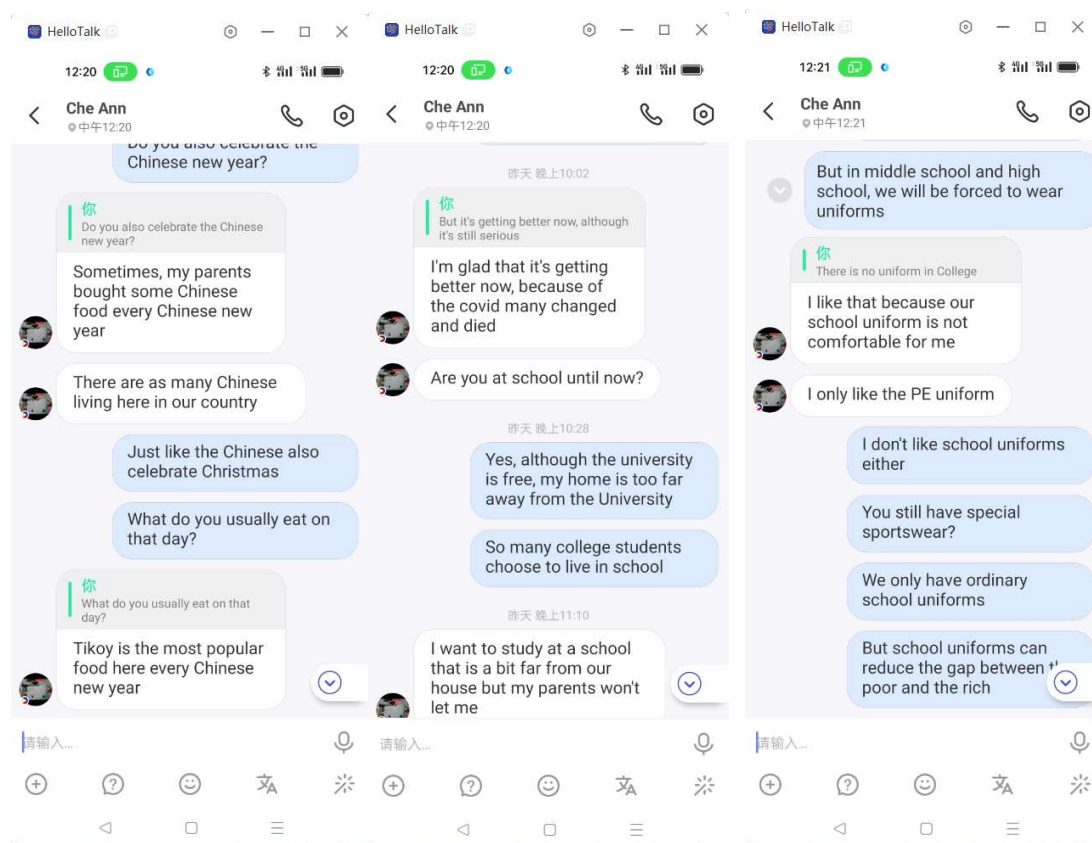 HelloTalk
12:20
Che Ann
中午12:20
Do you also celebrate the
Chinese new year?
你
Do you also celebrate the Chinese
new year?
Sometimes, my parents
bought some Chinese
food every Chinese new
year
There are as many Chinese
living here in our country
Just like the Chinese also
celebrate Christmas
What do you usually eat on
that day?
你
What do you usually eat on that
day?
Tikoy is the most popular
food here every Chinese
new year
请输入...
HelloTalk
12:20
Che Ann
中午12:20
昨天 晚上10:02
你
But it's getting better now, although
it's still serious
I'm glad that it's getting
better now, because of
the covid many changed
and died
Are you at school until now?
昨天 晚上10:28
Yes, although the university
is free, my home is too far
away from the University
So many college students
choose to live in school
昨天 晚上11:10
I want to study at a school
that is a bit far from our
house but my parents won't
let me
请输入...
HelloTalk
12:21
Che Ann
中午12:21
But in middle school and high
school, we will be forced to wear
uniforms
你
There is no uniform in College
I like that because our
school uniform is not
comfortable for me
I only like the PE uniform
I don't like school uniforms
either
You still have special
sportswear?
We only have ordinary
school uniforms
But school uniforms can
reduce the gap between
poor and the rich
请输入...